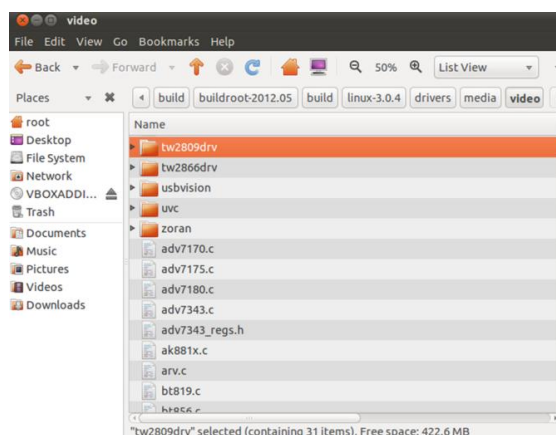 video
File Edit View Go Bookmarks Help
Back Forward 50% List View
Places build buildroot-2012.05 build linux-3.0.4 drivers media video
root
Desktop
File System
Network
VBOXADDI...
Trash
Documents
Music
Pictures
Videos
Downloads
Name
tw2809drv
tw2866drv
usbvision
uvc
zoran
adv7170.c
adv7175.c
adv7180.c
adv7343.c
adv7343_regs.h
ak881x.c
arv.c
bt819.c
bt856.c
"tw2809drv" selected (containing 31 items), Free space: 422.6 MB